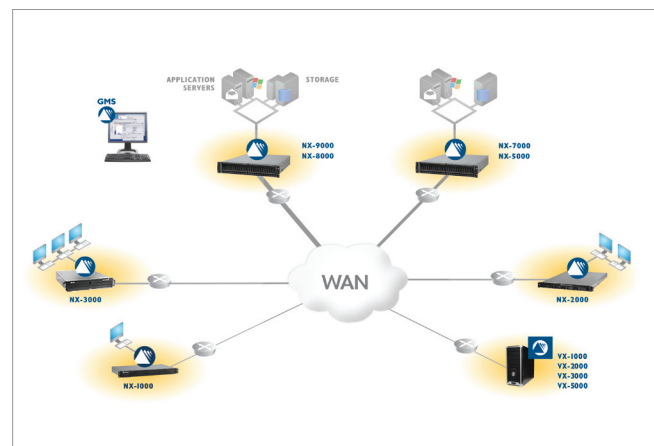 APPLICATION
SERVERS
STORAGE
GMS
NX-9000
NX-8000
NX-7000
NX-5000
NX-3000
WAN
NX-2000
NX-1000
VX-1000
VX-2000
VX-3000
VX-5000